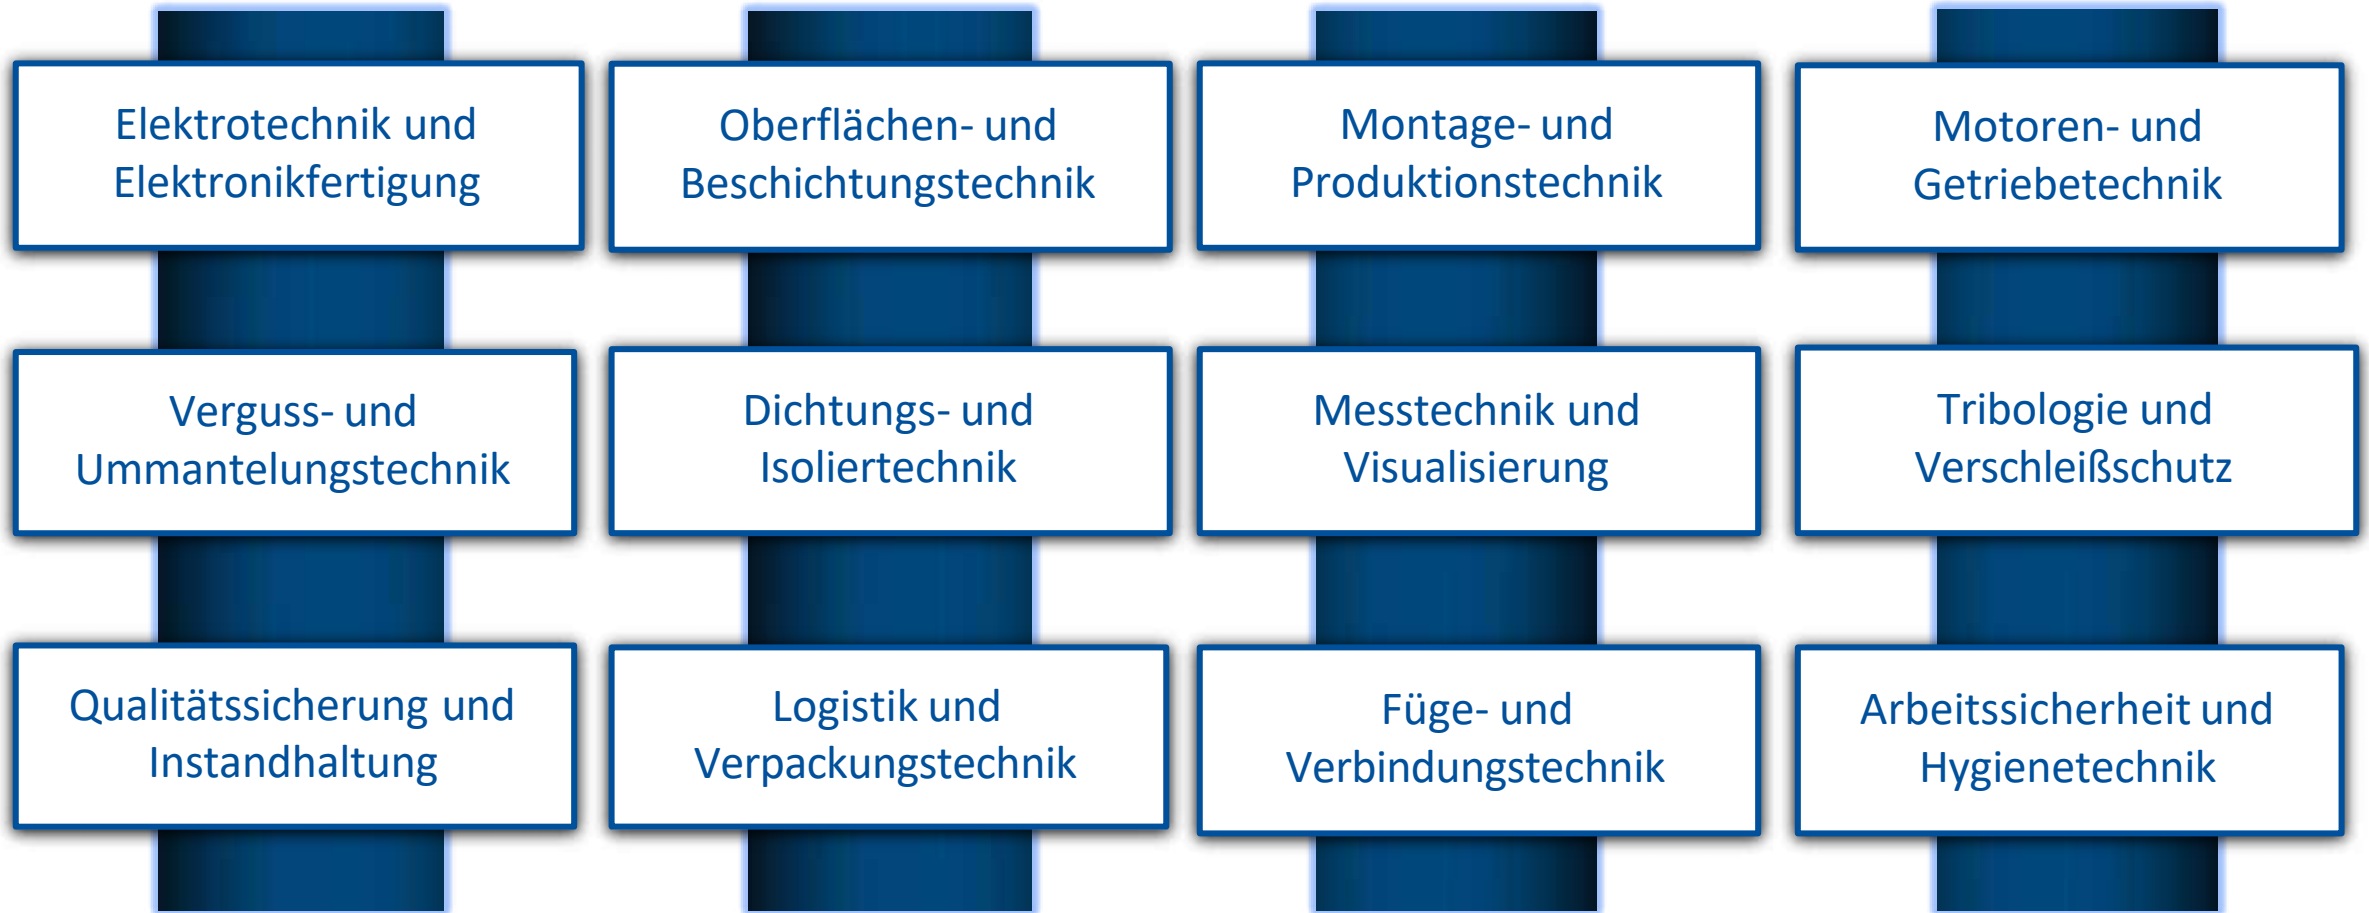 Elektrotechnik und
Elektronikfertigung
Oberflächen- und
Beschichtungstechnik
Montage- und
Produktionstechnik
Motoren- und
Getriebetechnik
Verguss- und
Ummantelungstechnik
Dichtungs- und
Isoliertechnik
Messtechnik und
Visualisierung
Tribologie und
Verschleißschutz
Qualitätssicherung und
Instandhaltung
Logistik und
Verpackungstechnik
Füge- und
Verbindungstechnik
Arbeitssicherheit und
Hygienetechnik